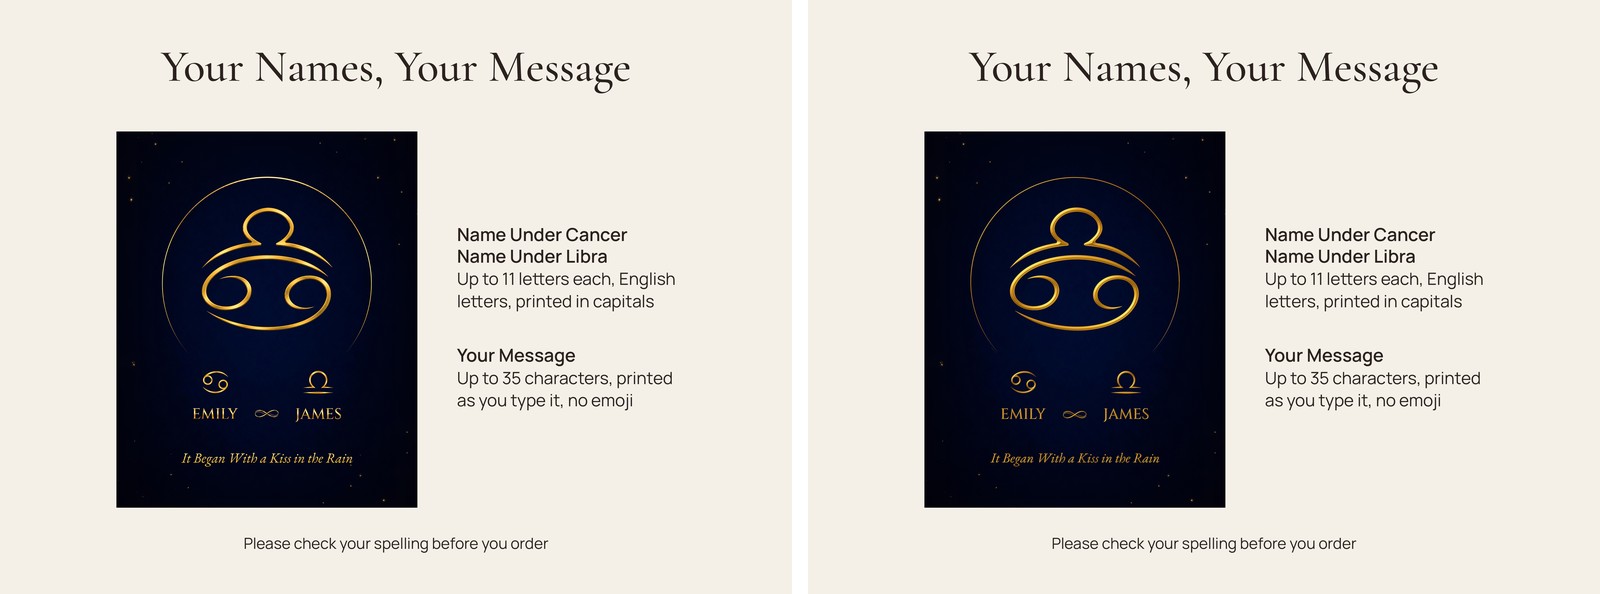 Your Names, Your Message
EMILY JAMES
It Began With a Kiss in the Rain
Name Under Cancer
Name Under Libra
Up to 11 letters each, English
letters, printed in capitals
Your Message
Up to 35 characters, printed
as you type it, no emoji
Please check your spelling before you order
Your Names, Your Message
EMILY JAMES
It Began With a Kiss in the Rain
Name Under Cancer
Name Under Libra
Up to 11 letters each, English
letters, printed in capitals
Your Message
Up to 35 characters, printed
as you type it, no emoji
Please check your spelling before you order